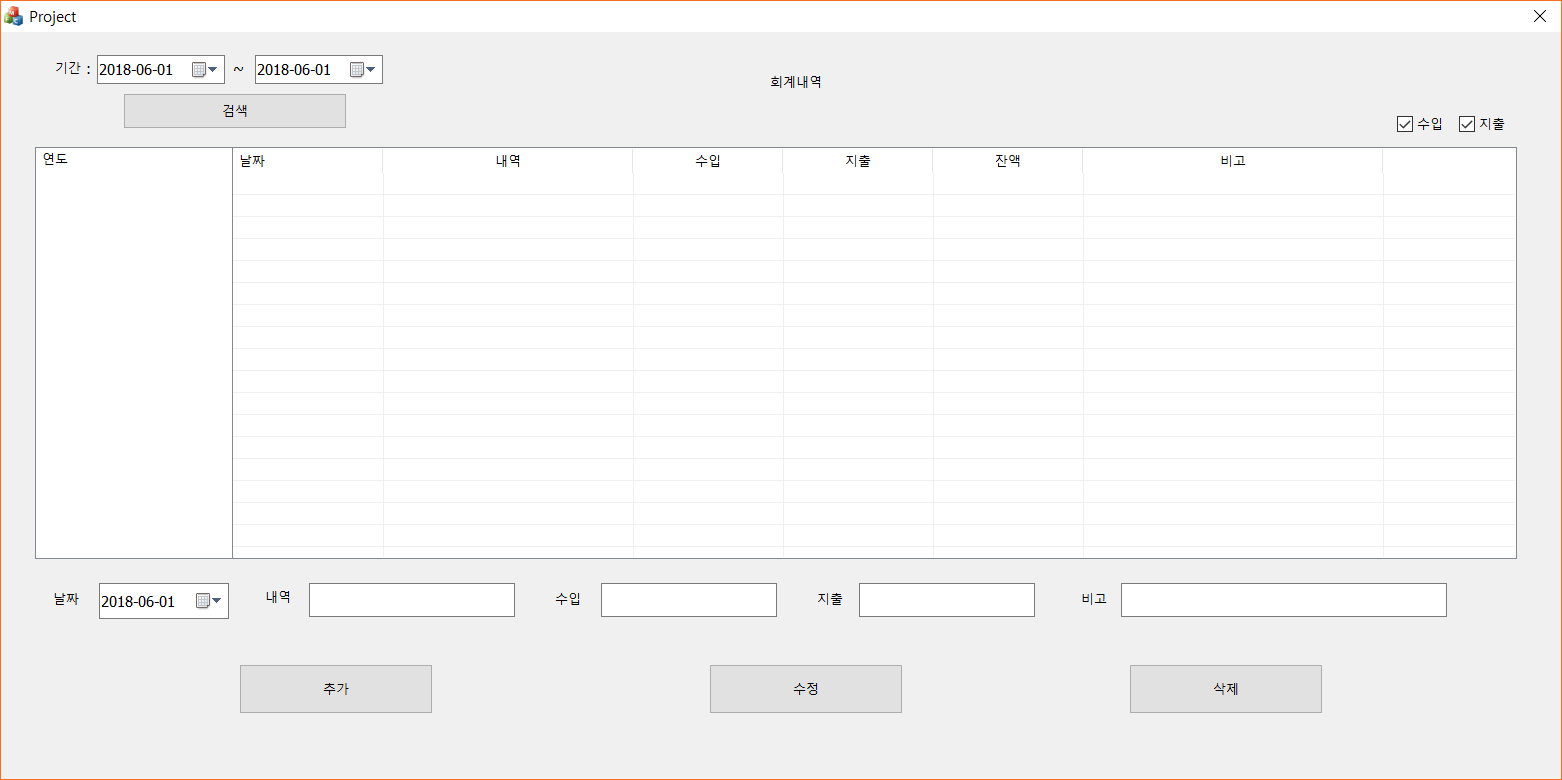 Project
기간 : 2018-06-01 ~ 2018-06-01
회계내역
검색
수입 지출
연도 날짜 내역 수입 지출 잔액 비고
날짜 2018-06-01 내역 수입 지출 비고
추가 수정 삭제